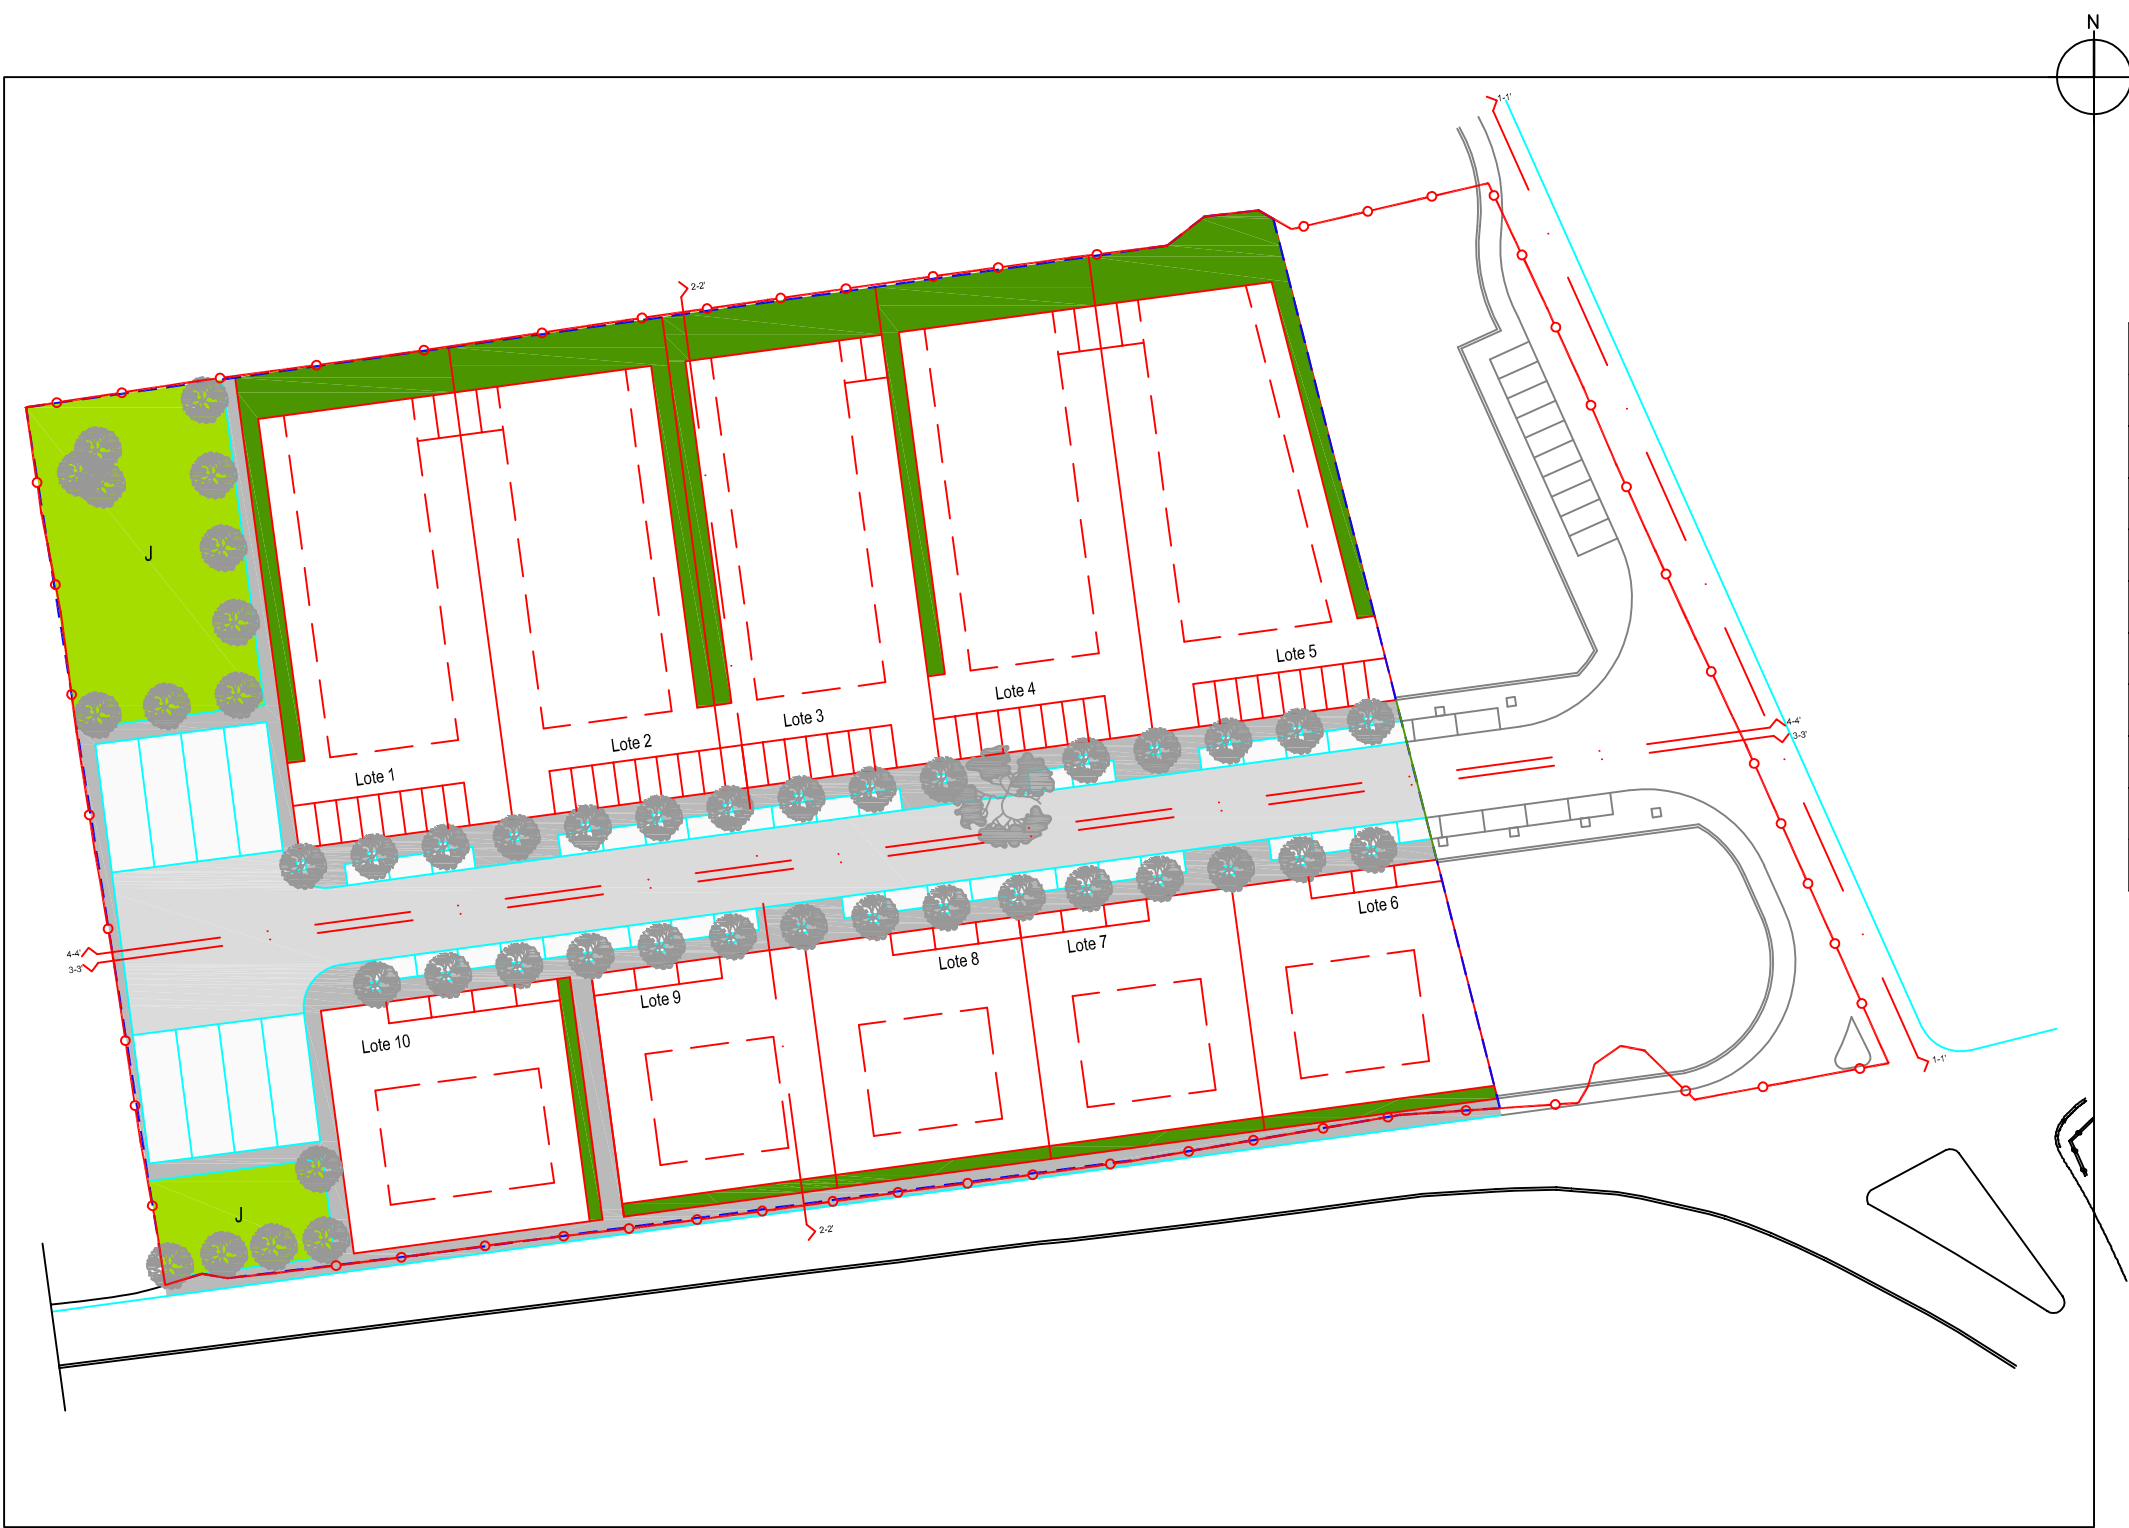 N
1-1'
2-2'
J
Lote 5
Lote 4
Lote 3
4-4'
3-3'
Lote 2
Lote 1
Lote 6
Lote 7
4-4'
3-3'
Lote 8
Lote 9
Lote 10
1-1'
J
2-2'